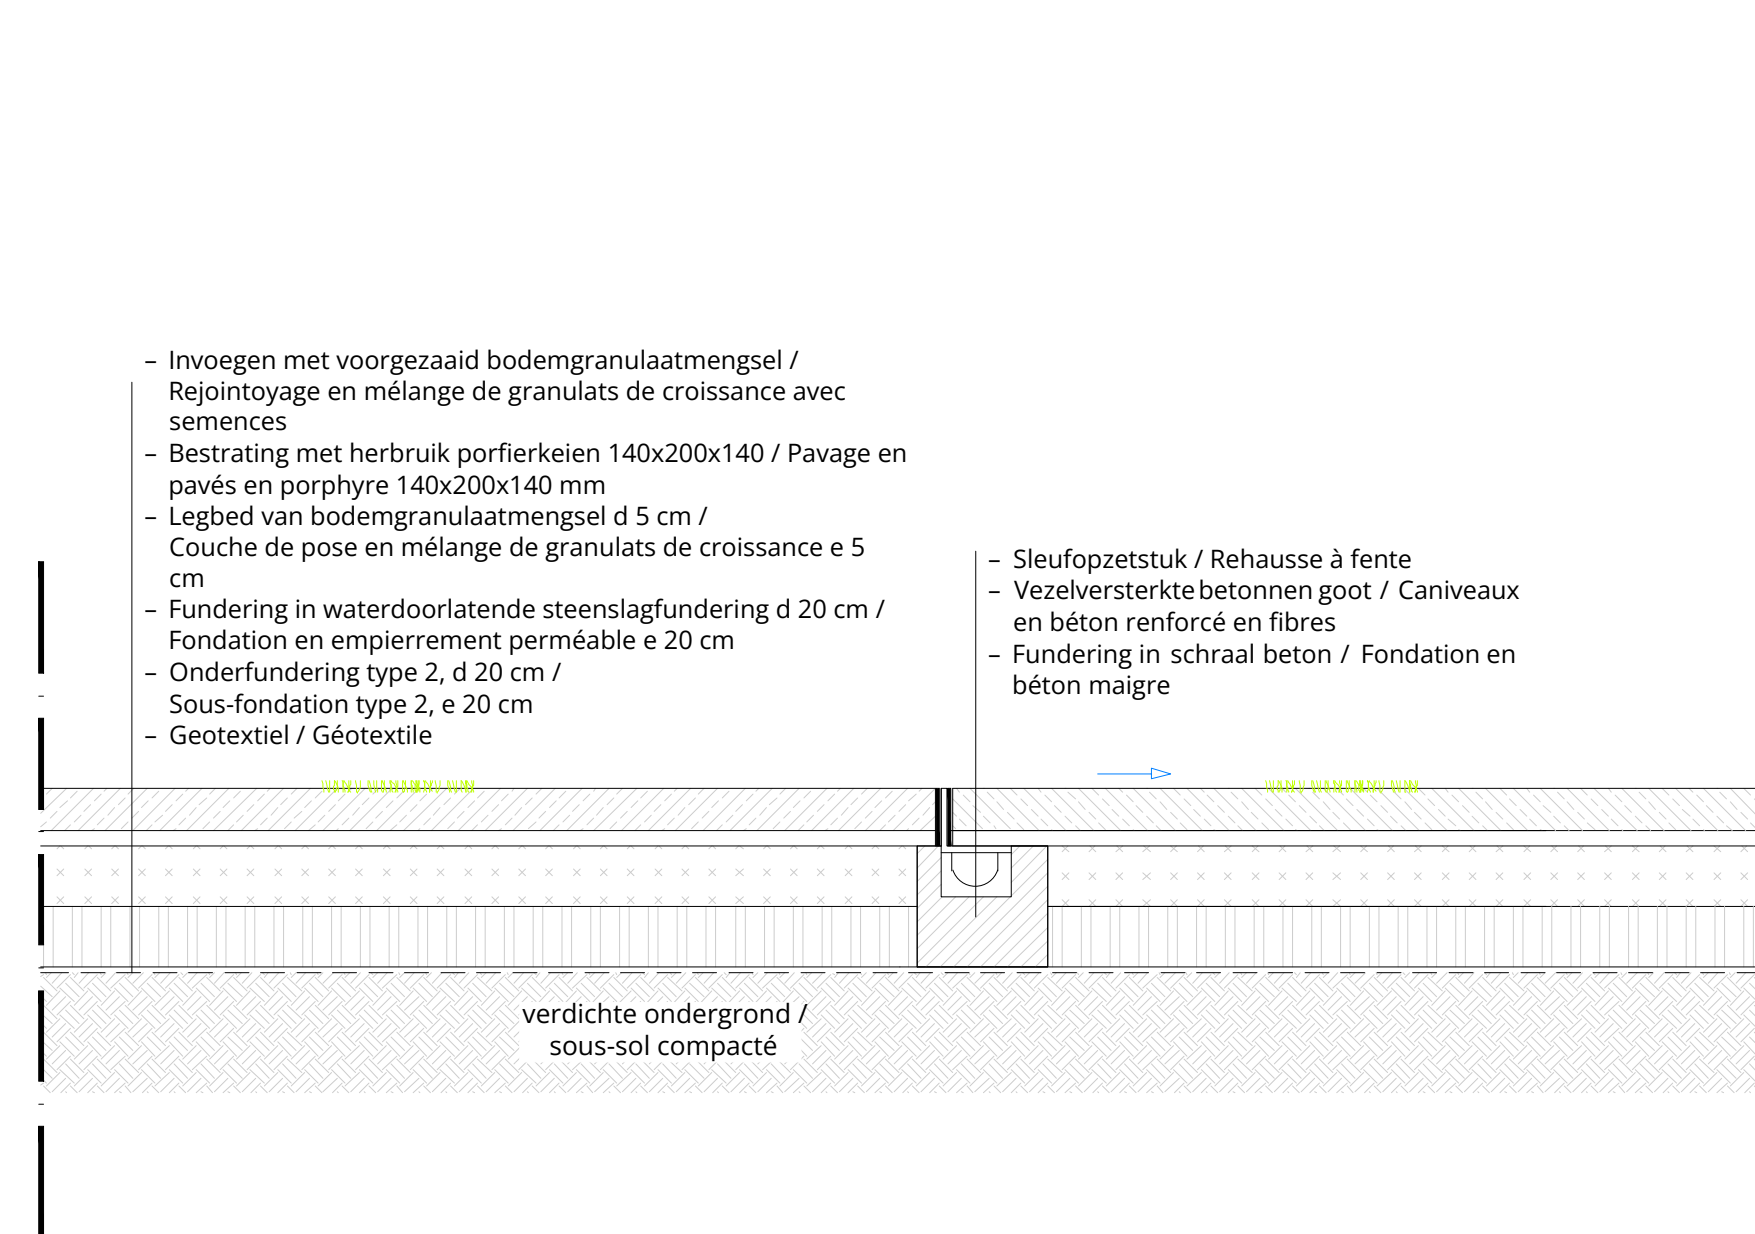 – Invoegen met voorgezaaid bodemgranulaatmengsel /
Rejointoyage en mélange de granulats de croissance avec
semences
– Bestrating met herbruik porfierkeien 140x200x140 / Pavage en
pavés en porphyre 140x200x140 mm
– Legbed van bodemgranulaatmengsel d 5 cm /
Couche de pose en mélange de granulats de croissance e 5
cm
– Fundering in waterdoorlatende steenslagfundering d 20 cm /
Fondation en empierrement perméable e 20 cm
– Onderfundering type 2, d 20 cm /
Sous-fondation type 2, e 20 cm
– Geotextiel / Géotextile
– Sleufopzetstuk / Rehausse à fente
– Vezelversterkte betonnen goot / Caniveaux
en béton renforcé en fibres
– Fundering in schraal beton / Fondation en
béton maigre
verdichte ondergrond /
sous-sol compacté